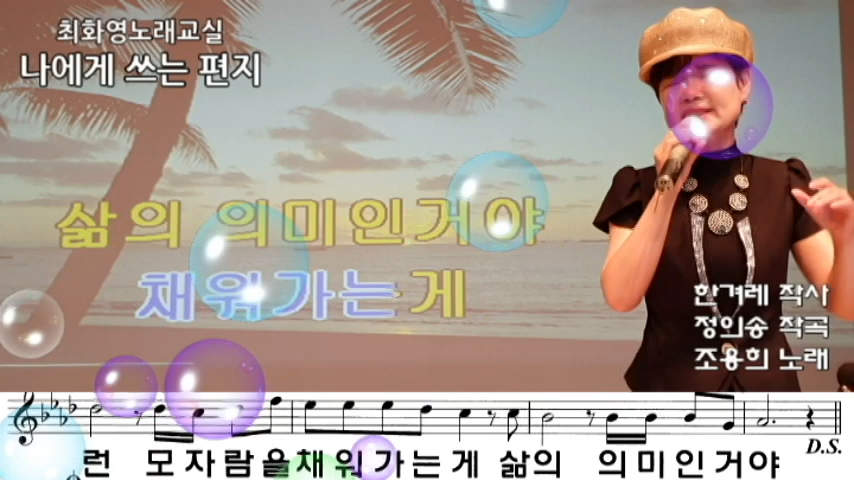 최화영노래교실
나에게 쓰는 편지
삶의 의미인거야
채워가는게
한겨레 작사
정의송 작곡
조용희 노래
D.S.
런 모자람을채워가는게 삶의 의미인거야